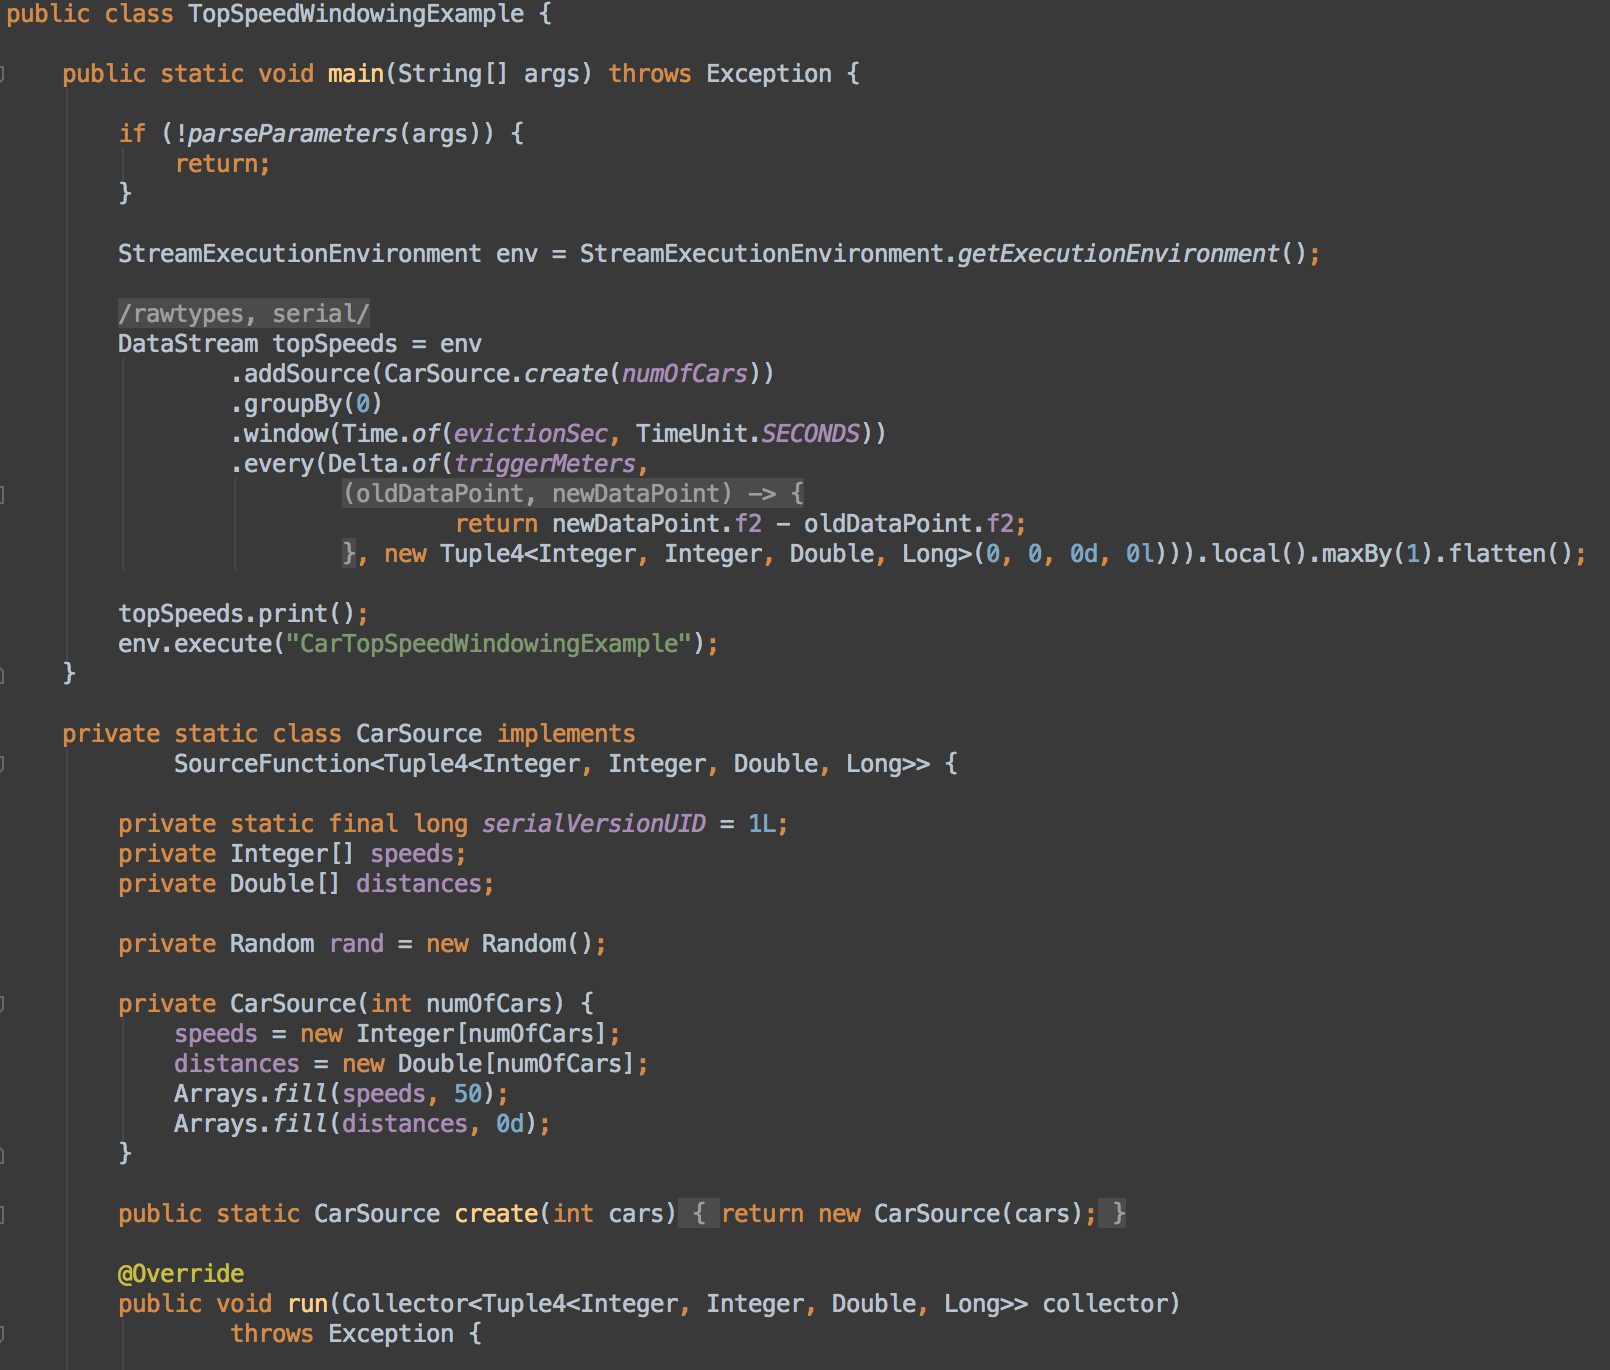 public class TopSpeedWindowingExample {
public static void main(String[] args) throws Exception {
if (!parseParameters(args)) {
return;
}
StreamExecutionEnvironment env = StreamExecutionEnvironment.getExecutionEnvironment();
/rawtypes, serial/
DataStream topSpeeds = env
.addSource(CarSource.create(numOfCars))
.groupBy(0)
.window(Time.of(evictionSec, TimeUnit.SECONDS))
.every(Delta.of(triggerMeters,
(oldDataPoint, newDataPoint) -> {
return newDataPoint.f2 - oldDataPoint.f2;
}, new Tuple4<Integer, Integer, Double, Long>(0, 0, 0d, 0l))).local().maxBy(1).flatten();
topSpeeds.print();
env.execute("CarTopSpeedWindowingExample");
}
private static class CarSource implements
SourceFunction<Tuple4<Integer, Integer, Double, Long>> {
private static final long serialVersionUID = 1L;
private Integer[] speeds;
private Double[] distances;
private Random rand = new Random();
private CarSource(int numOfCars) {
speeds = new Integer[numOfCars];
distances = new Double[numOfCars];
Arrays.fill(speeds, 50);
Arrays.fill(distances, 0d);
}
public static CarSource create(int cars) { return new CarSource(cars); }
@Override
public void run(Collector<Tuple4<Integer, Integer, Double, Long>> collector)
throws Exception {